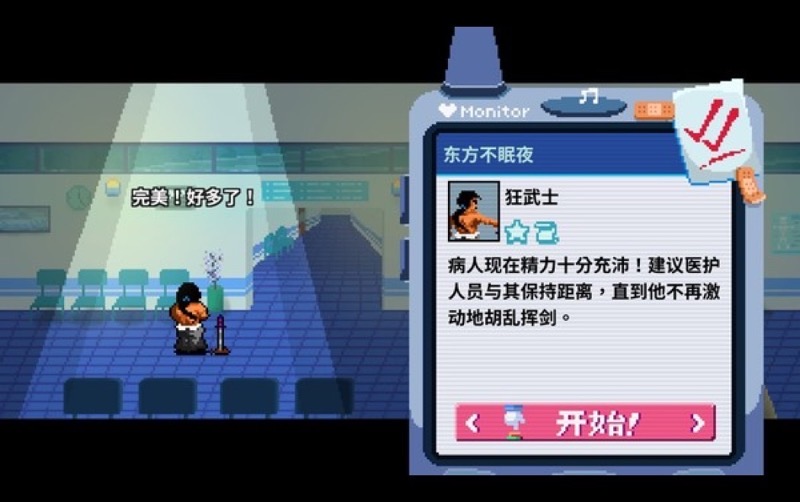 Monitor
东方不眠夜
完美！好多了！
狂武士
病人现在精力十分充沛！建议医护
人员与其保持距离，直到他不再激
动地胡乱挥剑。
开始!